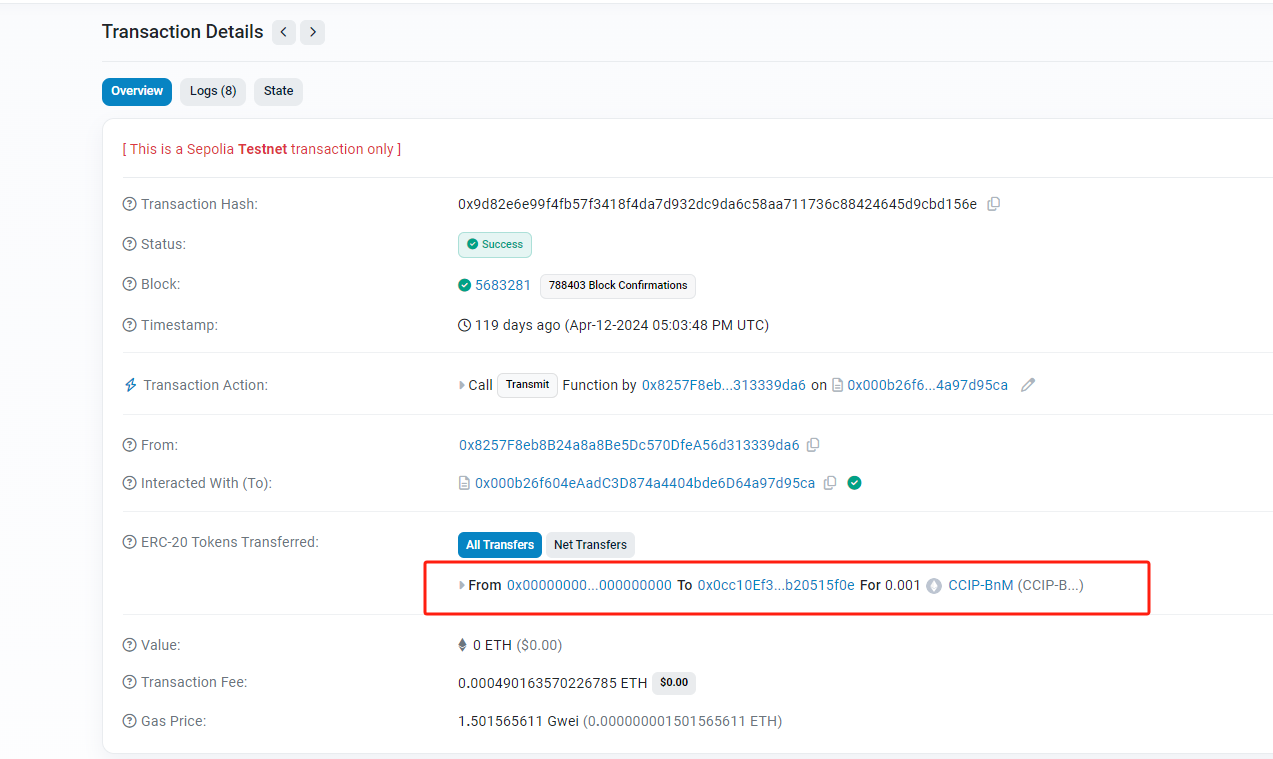 Transaction Details
Overview Logs (8) State
[ This is a Sepolia Testnet transaction only ]
Transaction Hash: 0x9d82e6e99f4fb57f3418f4da7d932dc9da6c58aa711736c88424645d9cbd156e
Status: Success
Block: 5683281 788403 Block Confirmations
Timestamp: 119 days ago (Apr-12-2024 05:03:48 PM UTC)
Transaction Action: Call Transmit Function by 0x8257F8eb...313339da6 on 0x000b26f6...4a97d95ca
From: 0x8257F8eb8B24a8a8Be5Dc570DfeA56d313339da6
Interacted With (To): 0x000b26f604eAadC3D874a4404bde6D64a97d95ca
ERC-20 Tokens Transferred: All Transfers Net Transfers
From 0x00000000...000000000 To 0x0cc10Ef3...b20515f0e For 0.001 CCIP-BnM (CCIP-B...)
Value: 0 ETH ($0.00)
Transaction Fee: 0.000490163570226785 ETH $0.00
Gas Price: 1.501565611 Gwei (0.000000001501565611 ETH)